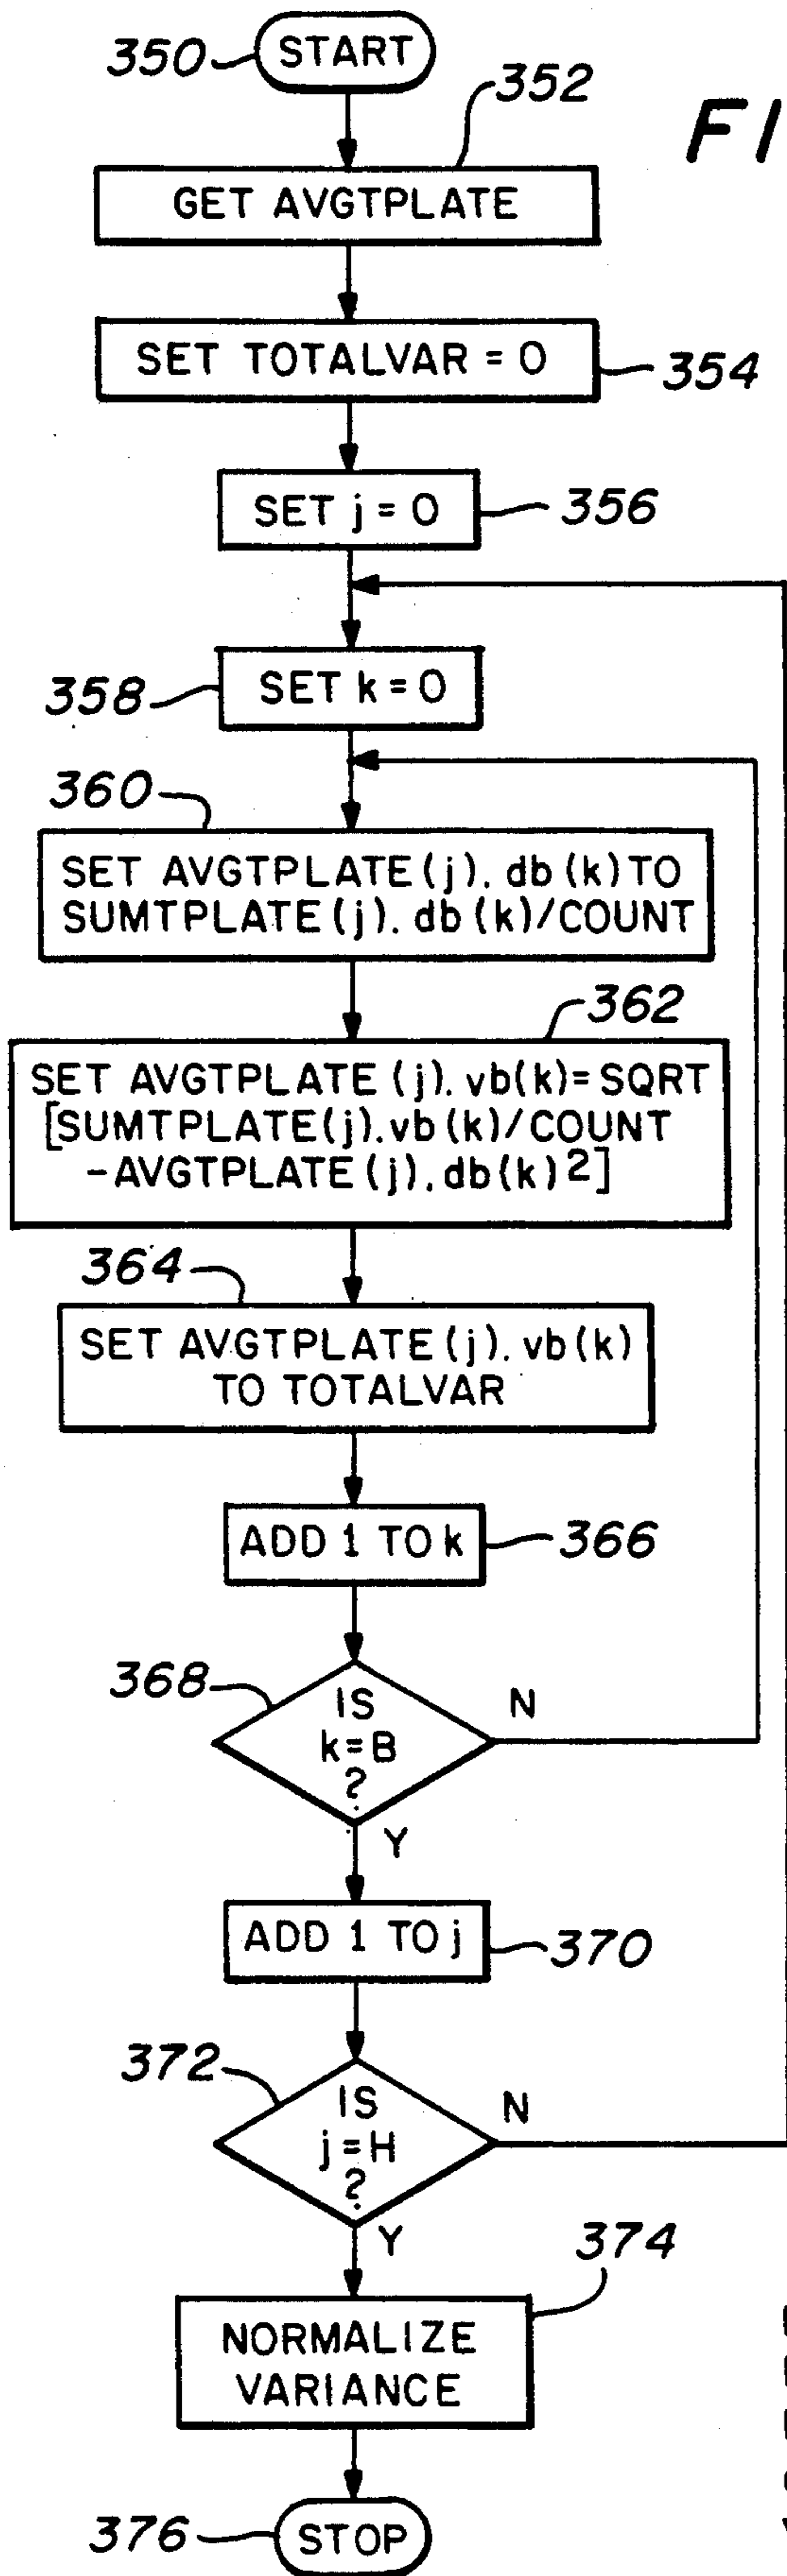 350 START
352
FI
GET AVGTPLATE
SET TOTALVAR = 0
354
SET j = 0
356
358
SET k = 0
360
SET AVGTPLATE(j).db(k) TO
SUMTPLATE(j).db(k)/COUNT
362
SET AVGTPLATE(j).vb(k)=SQRT
[SUMTPLATE(j).vb(k)/COUNT
-AVGTPLATE(j).db(k)²]
364
SET AVGTPLATE(j).vb(k)
TO TOTALVAR
ADD 1 TO k
366
368
IS
k=B
?
N
Y
ADD 1 TO j
370
372
IS
j=H
?
N
Y
374
NORMALIZE
VARIANCE
376 STOP